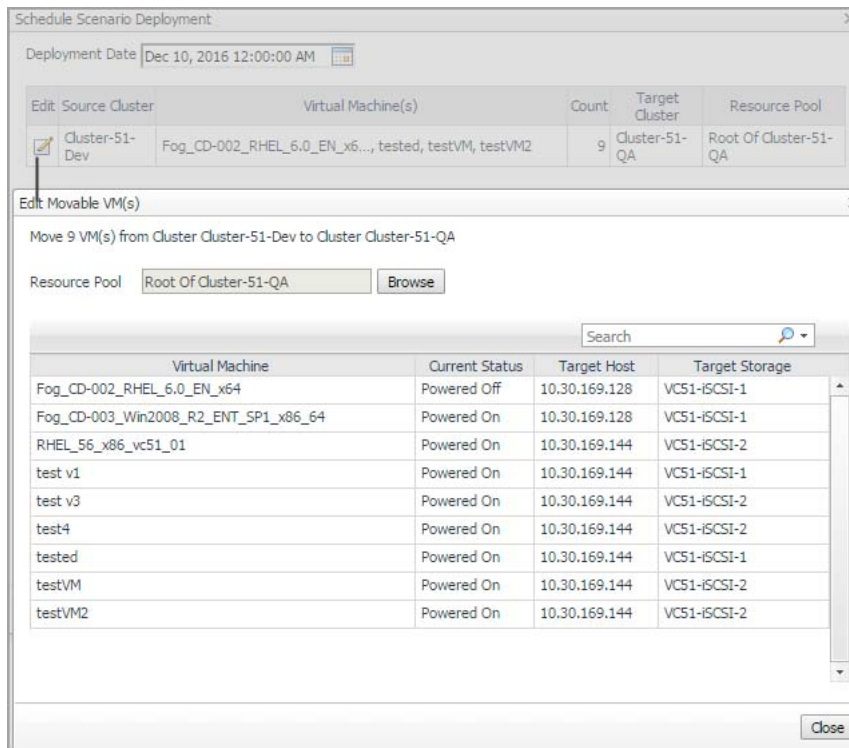 Schedule Scenario Deployment
Deployment Date Dec 10, 2016 12:00:00 AM
Edit Source Cluster Virtual Machine(s) Count Target Cluster Resource Pool
Cluster-51-Dev Fog_CD-002_RHEL_6.0_EN_x6..., tested, testVM, testVM2 9 Cluster-51-QA Root Of Cluster-51-QA
Edit Movable VM(s)
Move 9 VM(s) from Cluster Cluster-51-Dev to Cluster Cluster-51-QA
Resource Pool Root Of Cluster-51-QA Browse
Search
Virtual Machine Current Status Target Host Target Storage
Fog_CD-002_RHEL_6.0_EN_x64 Powered Off 10.30.169.128 VC51-iSCSI-1
Fog_CD-003_Win2008_R2_ENT_SP1_x86_64 Powered On 10.30.169.128 VC51-iSCSI-1
RHEL_56_x86_vc51_01 Powered On 10.30.169.144 VC51-iSCSI-2
test v1 Powered On 10.30.169.144 VC51-iSCSI-1
test v3 Powered On 10.30.169.144 VC51-iSCSI-2
test4 Powered On 10.30.169.144 VC51-iSCSI-2
tested Powered On 10.30.169.144 VC51-iSCSI-1
testVM Powered On 10.30.169.144 VC51-iSCSI-2
testVM2 Powered On 10.30.169.144 VC51-iSCSI-2
Close